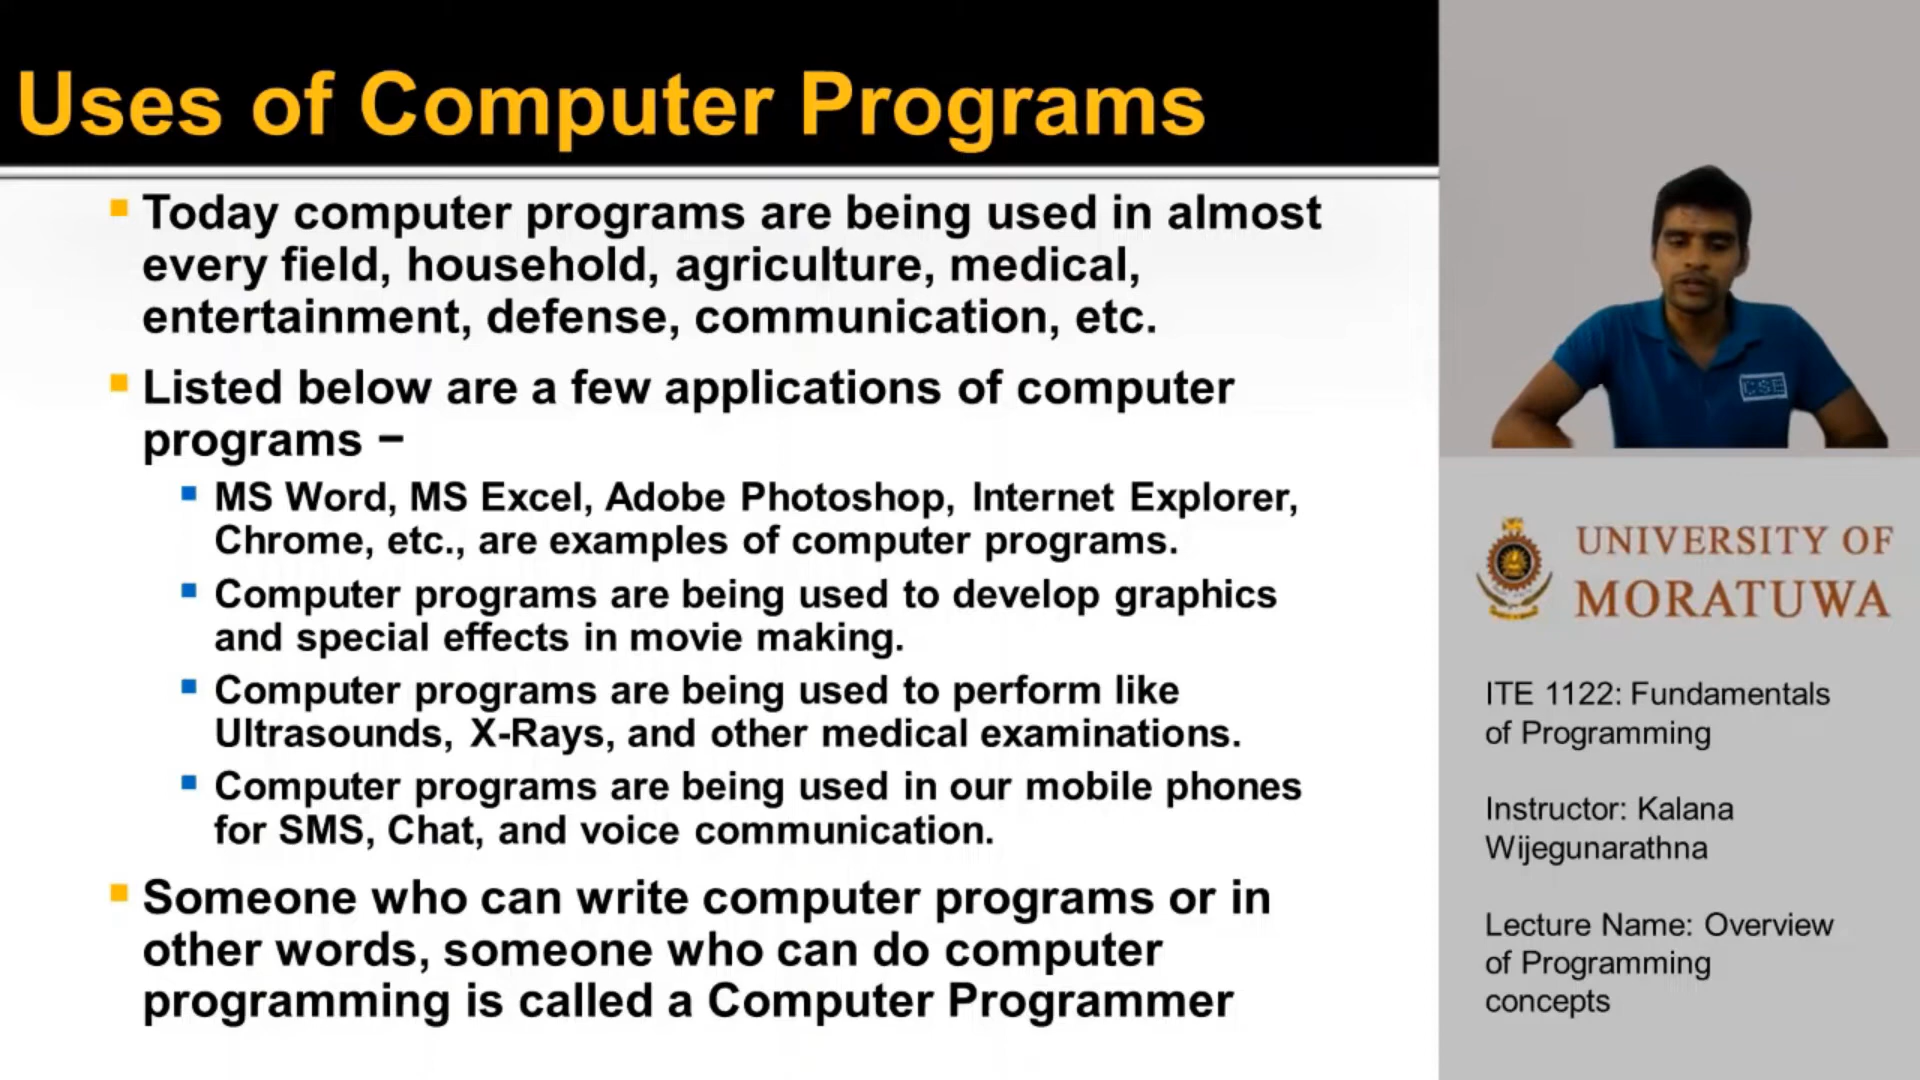 Uses of Computer Programs
Today computer programs are being used in almost
every field, household, agriculture, medical,
entertainment, defense, communication, etc.
Listed below are a few applications of computer
programs −
MS Word, MS Excel, Adobe Photoshop, Internet Explorer,
Chrome, etc., are examples of computer programs.
Computer programs are being used to develop graphics
and special effects in movie making.
Computer programs are being used to perform like
Ultrasounds, X-Rays, and other medical examinations.
Computer programs are being used in our mobile phones
for SMS, Chat, and voice communication.
Someone who can write computer programs or in
other words, someone who can do computer
programming is called a Computer Programmer
CSE
UNIVERSITY OF
MORATUWA
ITE 1122: Fundamentals
of Programming
Instructor: Kalana
Wijegunarathna
Lecture Name: Overview
of Programming
concepts